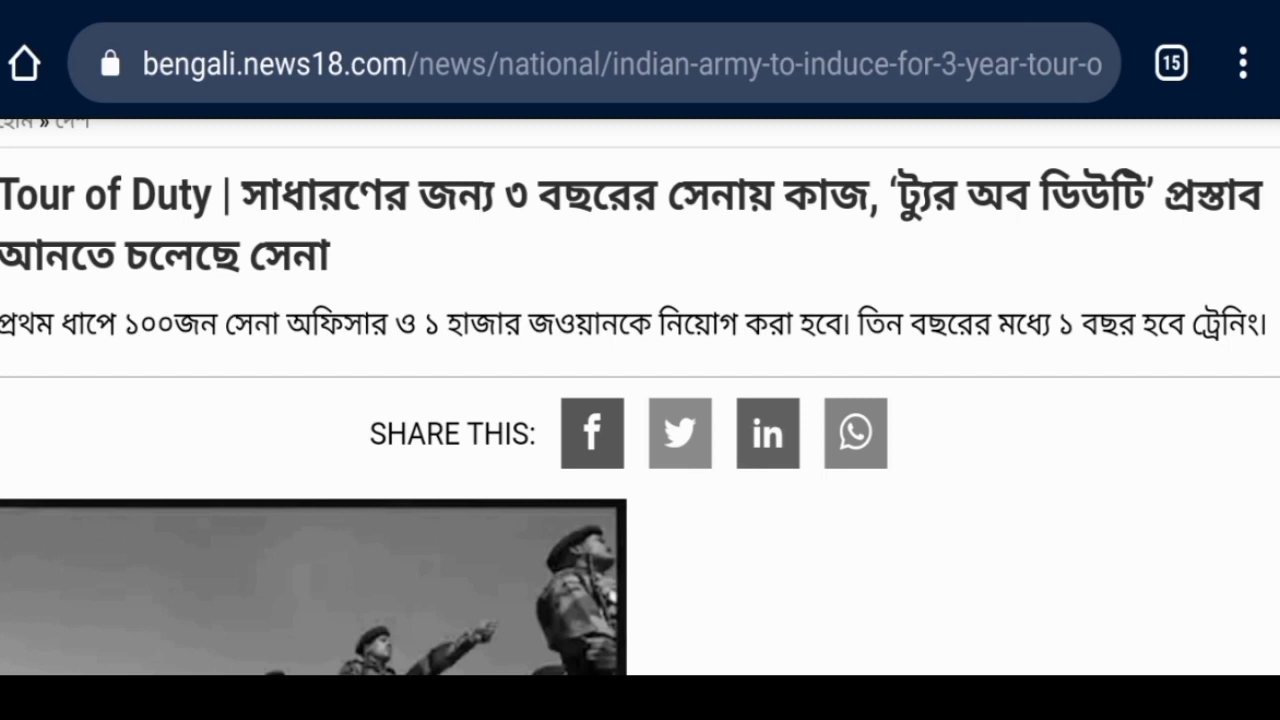 bengali.news18.com/news/national/indian-army-to-induce-for-3-year-tour-o
15
হোম » দেশ
Tour of Duty | সাধারণের জন্য ৩ বছরের সেনায় কাজ, ‘ট্যুর অব ডিউটি’ প্রস্তাব
আনতে চলেছে সেনা
প্রথম ধাপে ১০০জন সেনা অফিসার ও ১ হাজার জওয়ানকে নিয়োগ করা হবে। তিন বছরের মধ্যে ১ বছর হবে ট্রেনিং।
SHARE THIS: